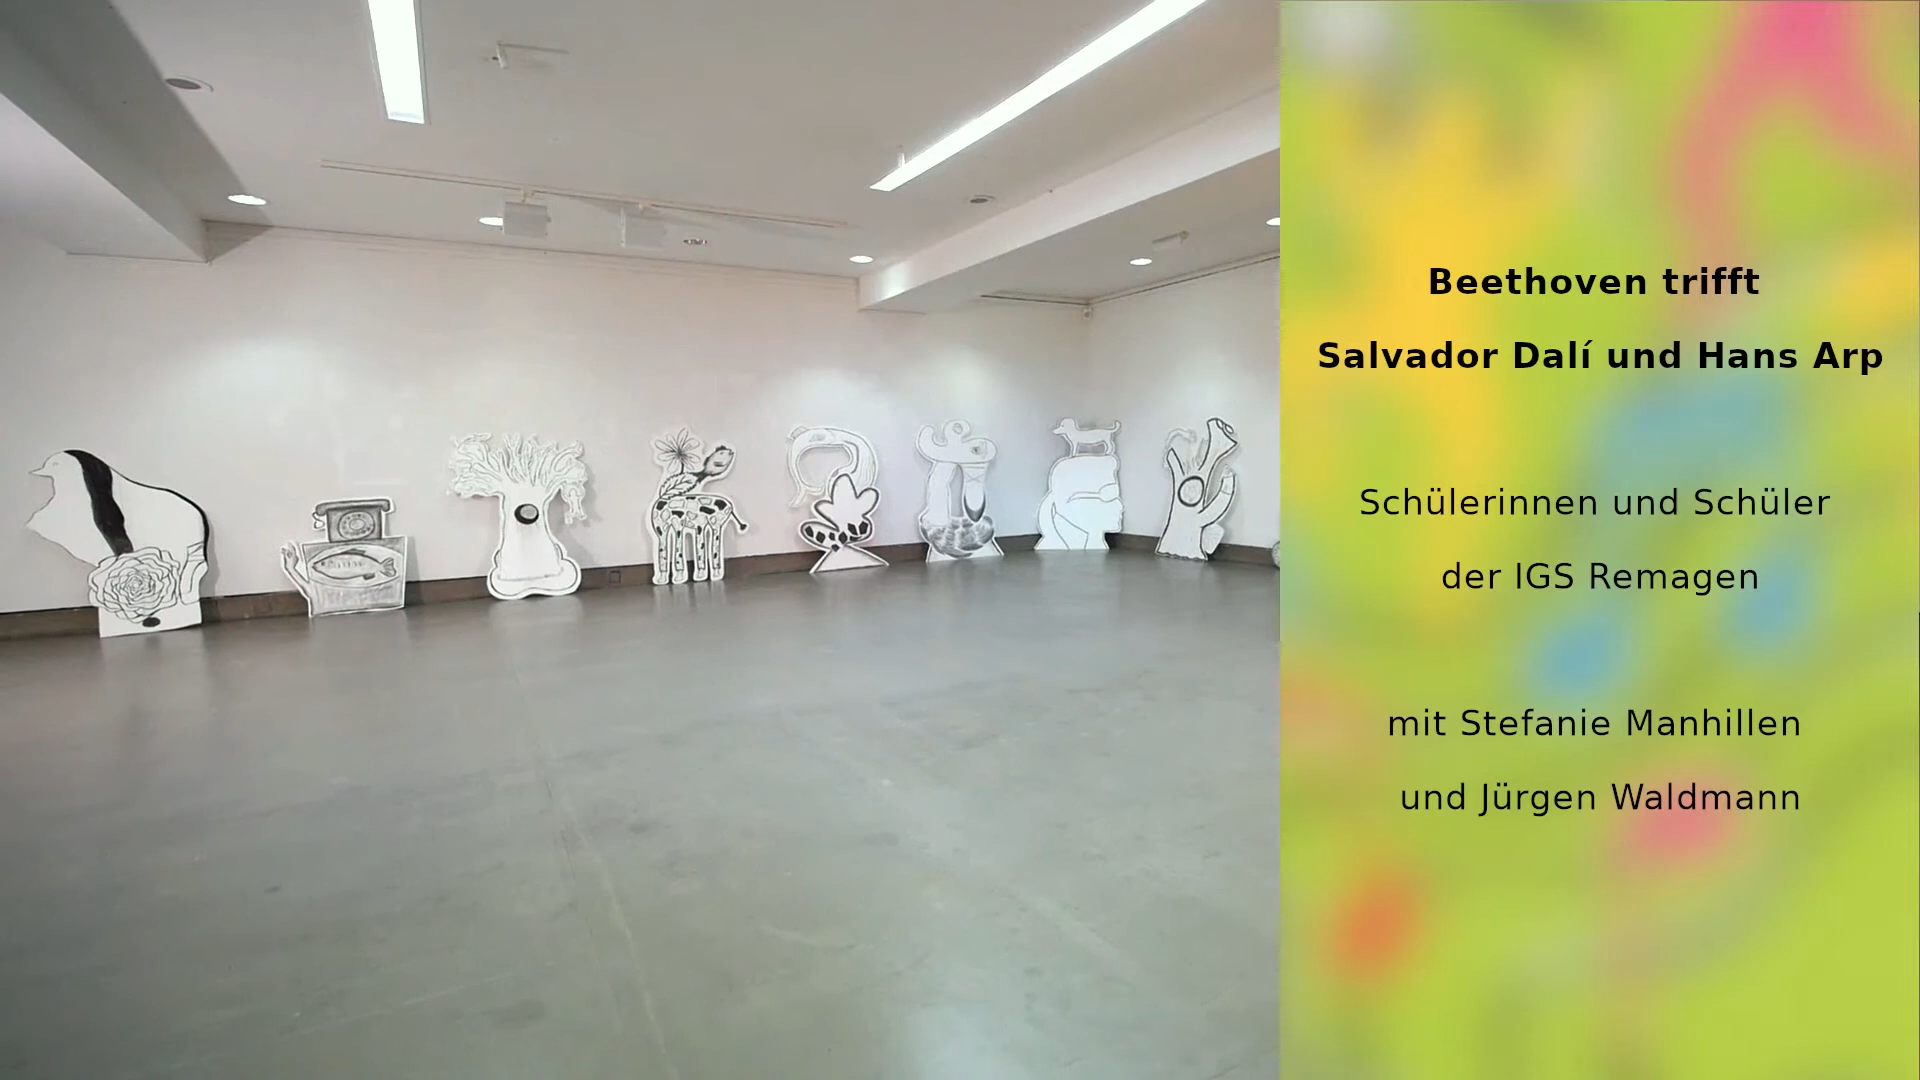 Beethoven trifft
Salvador Dalí und Hans Arp
Schülerinnen und Schüler
der IGS Remagen
mit Stefanie Manhillen
und Jürgen Waldmann